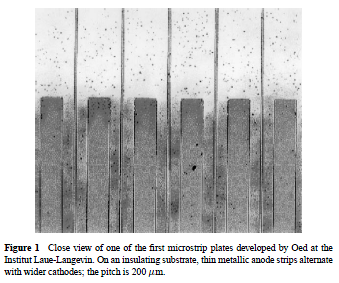 Figure 1 Close view of one of the first microstrip plates developed by Oed at the
Institut Laue-Langevin. On an insulating substrate, thin metallic anode strips alternate
with wider cathodes; the pitch is 200 μm.